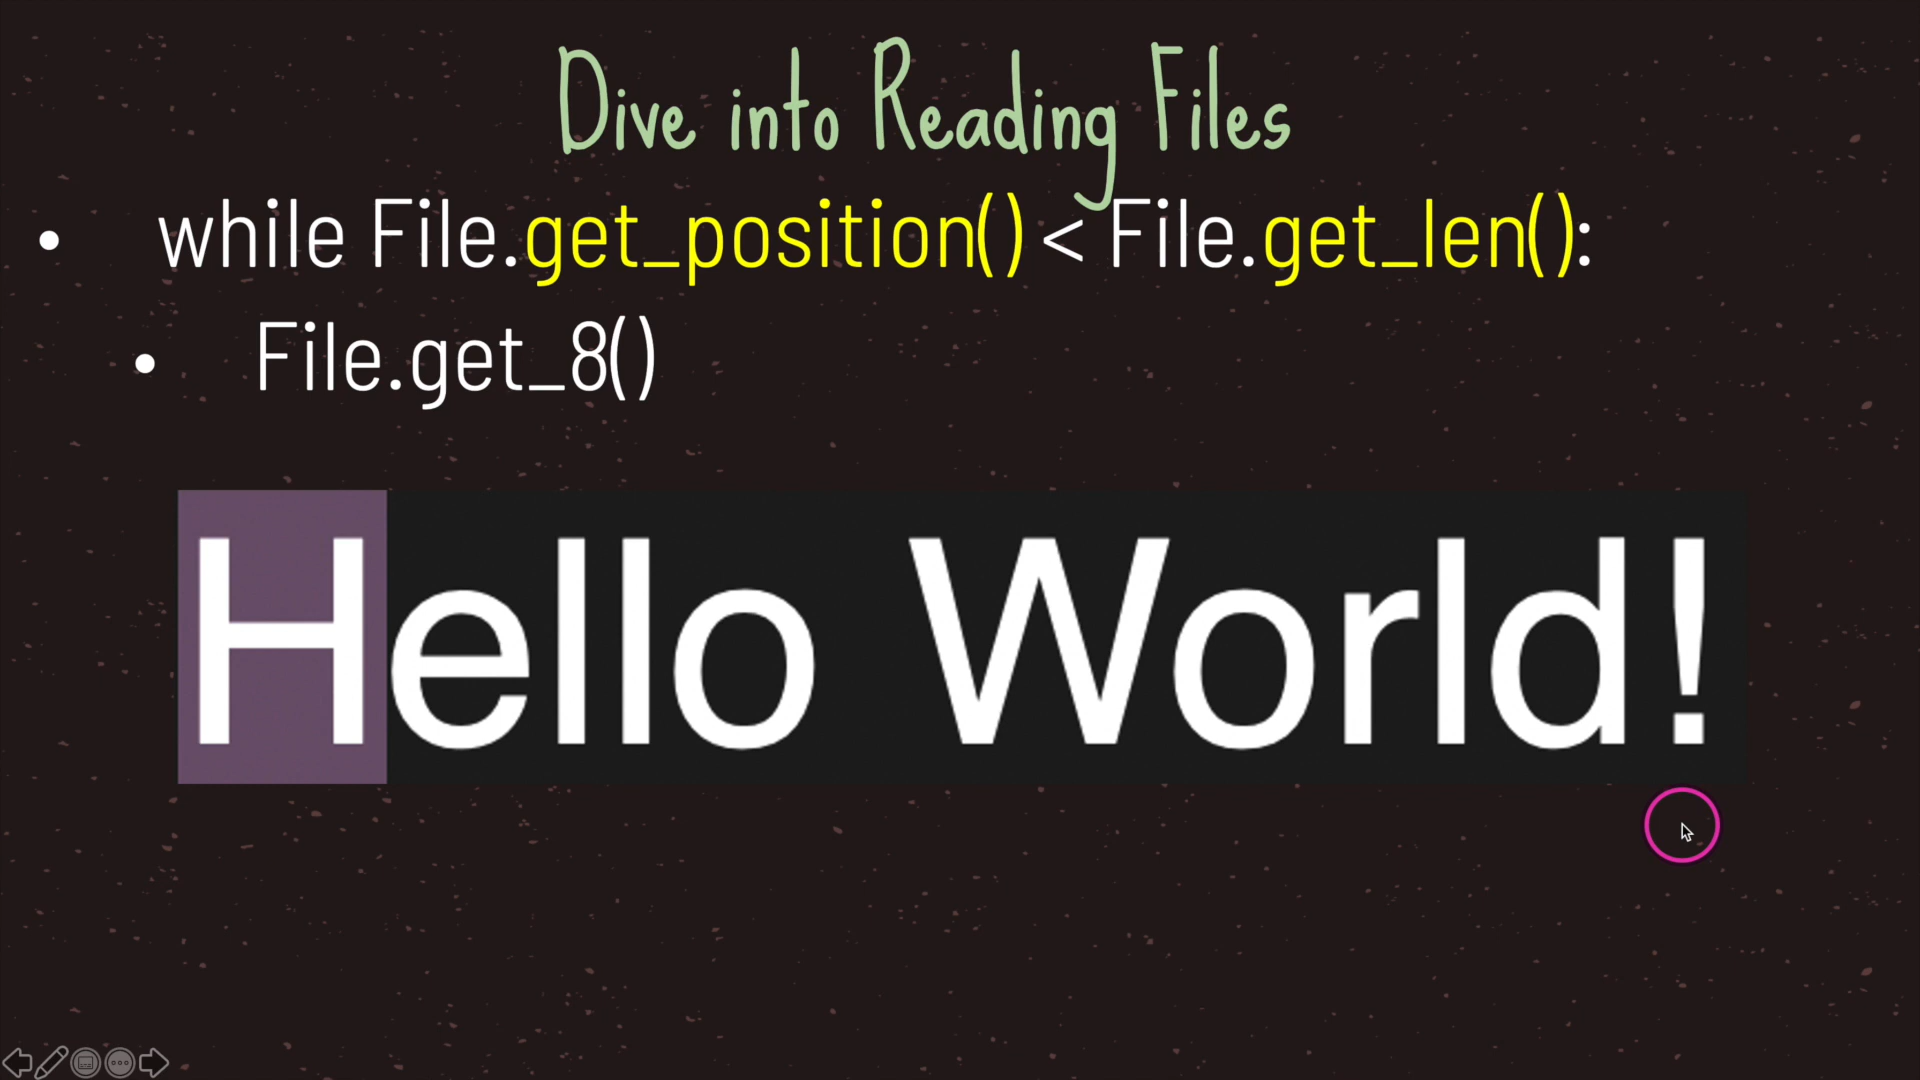 Dive into Reading Files
• while File.get_position() < File.get_len():
• File.get_8()
Hello World!